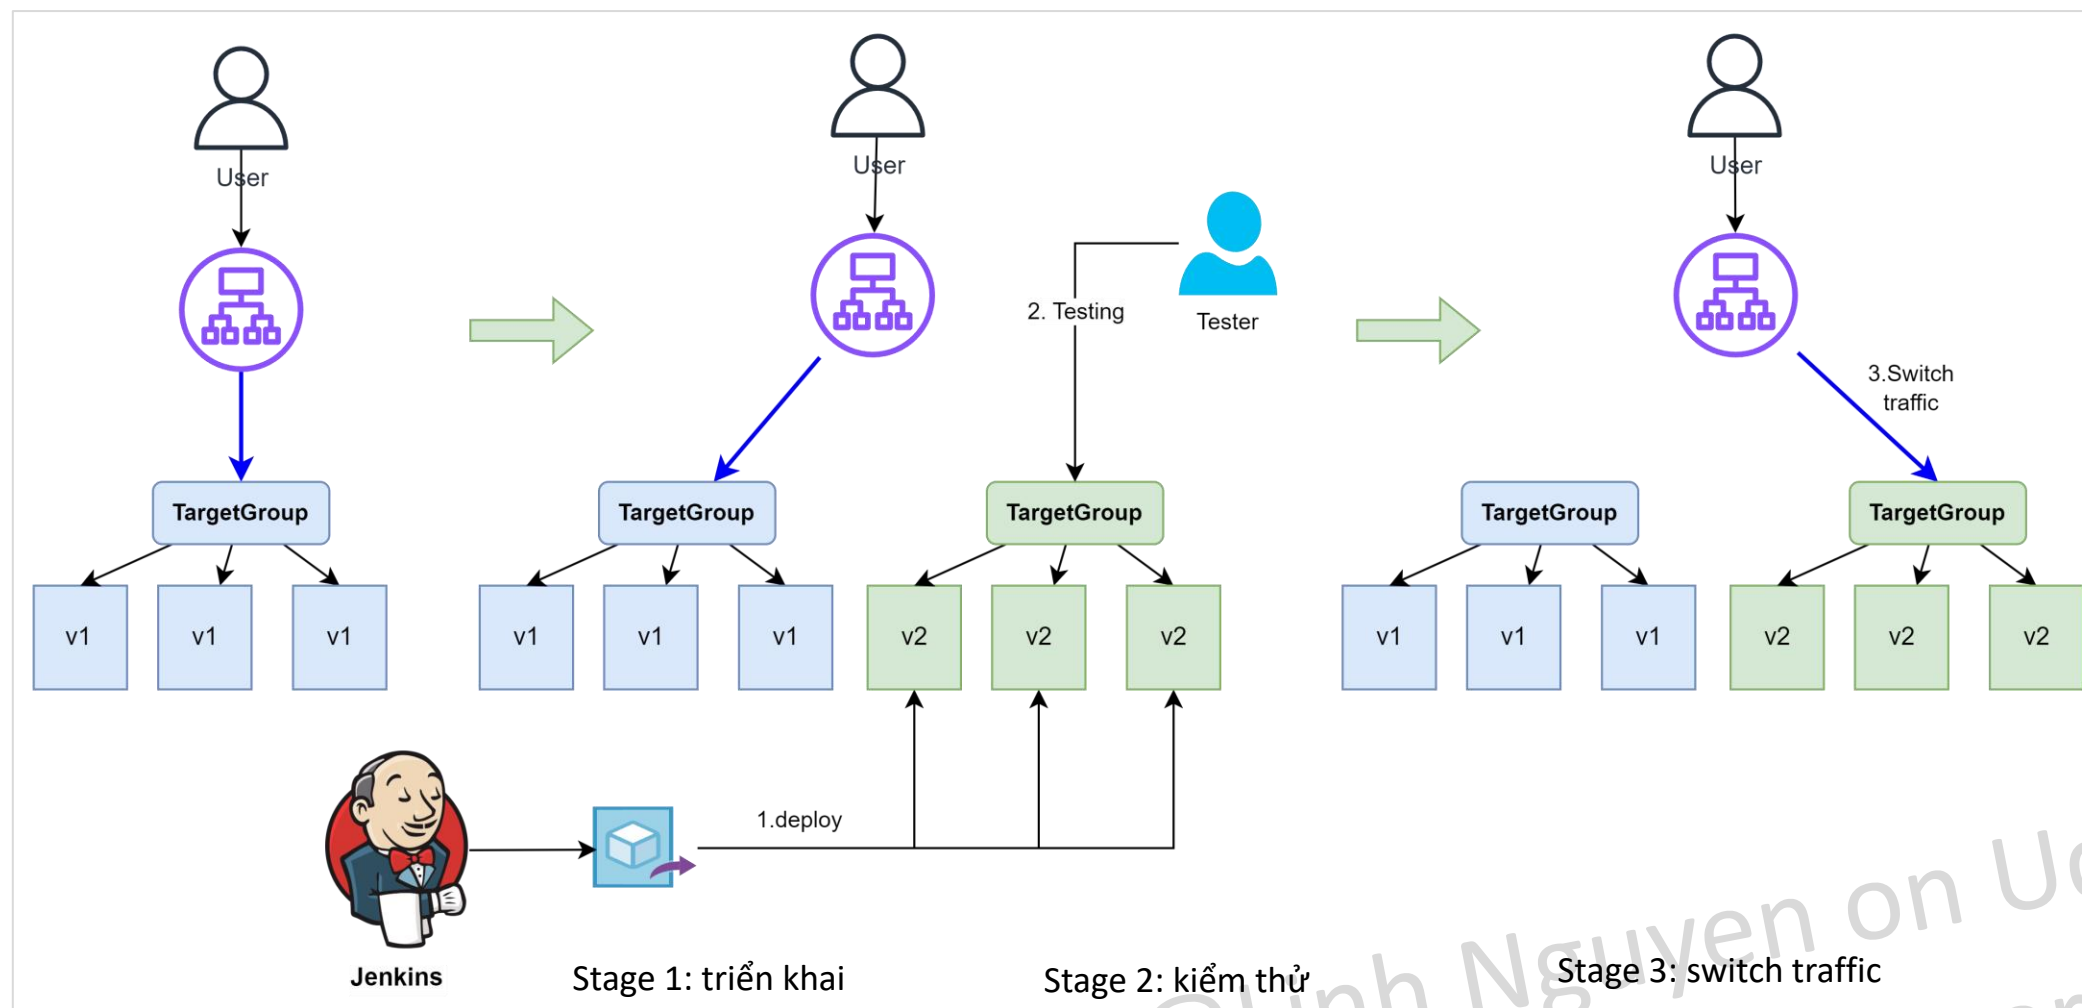 User
User
User
2. Testing
Tester
3.Switch
traffic
TargetGroup
TargetGroup
TargetGroup
TargetGroup
TargetGroup
v1
v1
v1
v1
v1
v1
v2
v2
v2
v1
v1
v1
v2
v2
v2
1.deploy
Jenkins
Stage 1: triển khai
Stage 2: kiểm thử
Stage 3: switch traffic
Nguyen on